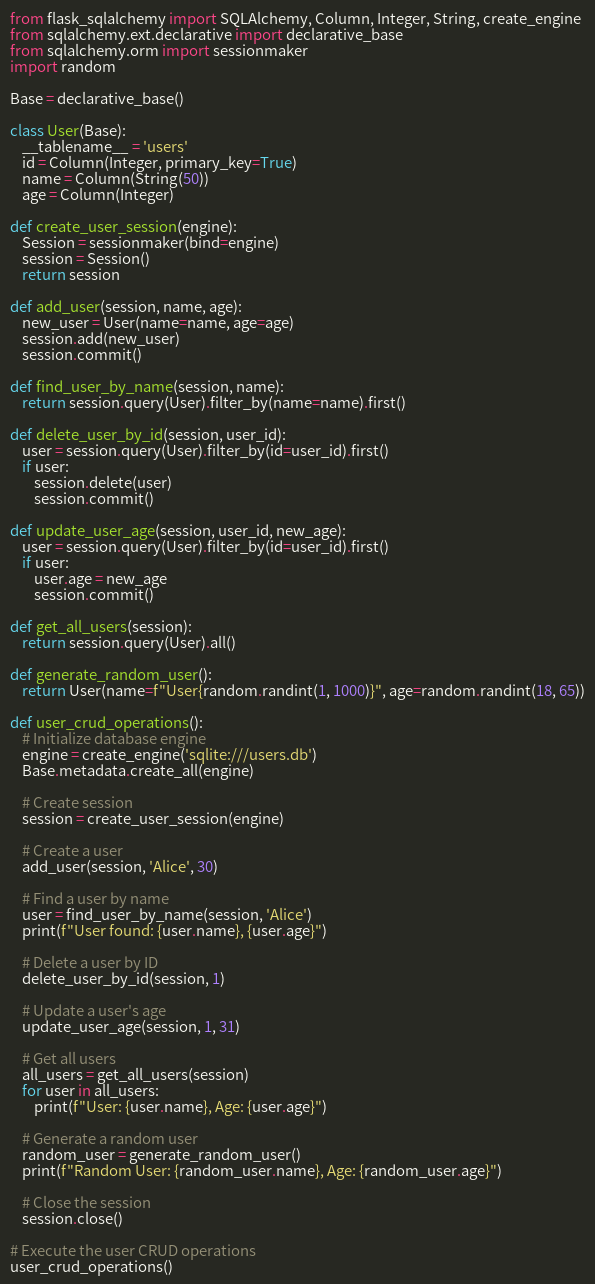 from flask_sqlalchemy import SQLAlchemy, Column, Integer, String, create_engine
from sqlalchemy.ext.declarative import declarative_base
from sqlalchemy.orm import sessionmaker
import random

Base = declarative_base()

class User(Base):
    __tablename__ = 'users'
    id = Column(Integer, primary_key=True)
    name = Column(String(50))
    age = Column(Integer)

def create_user_session(engine):
    Session = sessionmaker(bind=engine)
    session = Session()
    return session

def add_user(session, name, age):
    new_user = User(name=name, age=age)
    session.add(new_user)
    session.commit()

def find_user_by_name(session, name):
    return session.query(User).filter_by(name=name).first()

def delete_user_by_id(session, user_id):
    user = session.query(User).filter_by(id=user_id).first()
    if user:
        session.delete(user)
        session.commit()

def update_user_age(session, user_id, new_age):
    user = session.query(User).filter_by(id=user_id).first()
    if user:
        user.age = new_age
        session.commit()

def get_all_users(session):
    return session.query(User).all()

def generate_random_user():
    return User(name=f"User{random.randint(1, 1000)}", age=random.randint(18, 65))

def user_crud_operations():
    # Initialize database engine
    engine = create_engine('sqlite:///users.db')
    Base.metadata.create_all(engine)

    # Create session
    session = create_user_session(engine)

    # Create a user
    add_user(session, 'Alice', 30)

    # Find a user by name
    user = find_user_by_name(session, 'Alice')
    print(f"User found: {user.name}, {user.age}")

    # Delete a user by ID
    delete_user_by_id(session, 1)

    # Update a user's age
    update_user_age(session, 1, 31)

    # Get all users
    all_users = get_all_users(session)
    for user in all_users:
        print(f"User: {user.name}, Age: {user.age}")

    # Generate a random user
    random_user = generate_random_user()
    print(f"Random User: {random_user.name}, Age: {random_user.age}")

    # Close the session
    session.close()

# Execute the user CRUD operations
user_crud_operations()